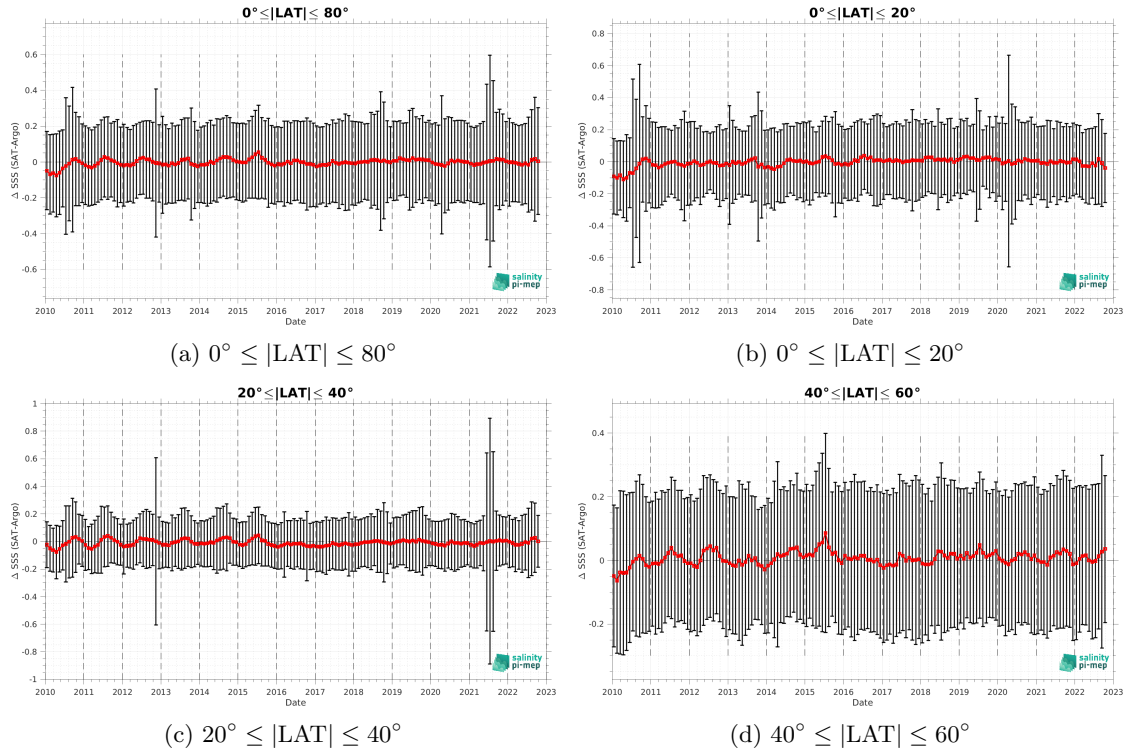 0°≤|LAT|≤ 80°
0.6
0.4
0.2
0
-0.2
-0.4
-0.6
Δ SSS (SAT-Argo)
2010 2011 2012 2013 2014 2015 2016 2017 2018 2019 2020 2021 2022 2023
Date
salinity
pi-mep
(a) 0° ≤ |LAT| ≤ 80°
0°≤|LAT|≤ 20°
0.8
0.6
0.4
0.2
0
-0.2
-0.4
-0.6
-0.8
Δ SSS (SAT-Argo)
2010 2011 2012 2013 2014 2015 2016 2017 2018 2019 2020 2021 2022 2023
Date
salinity
pi-mep
(b) 0° ≤ |LAT| ≤ 20°
20°≤|LAT|≤ 40°
1
0.8
0.6
0.4
0.2
0
-0.2
-0.4
-0.6
-0.8
-1
Δ SSS (SAT-Argo)
2010 2011 2012 2013 2014 2015 2016 2017 2018 2019 2020 2021 2022 2023
Date
salinity
pi-mep
(c) 20° ≤ |LAT| ≤ 40°
40°≤|LAT|≤ 60°
0.4
0.2
0
-0.2
Δ SSS (SAT-Argo)
2010 2011 2012 2013 2014 2015 2016 2017 2018 2019 2020 2021 2022 2023
Date
salinity
pi-mep
(d) 40° ≤ |LAT| ≤ 60°